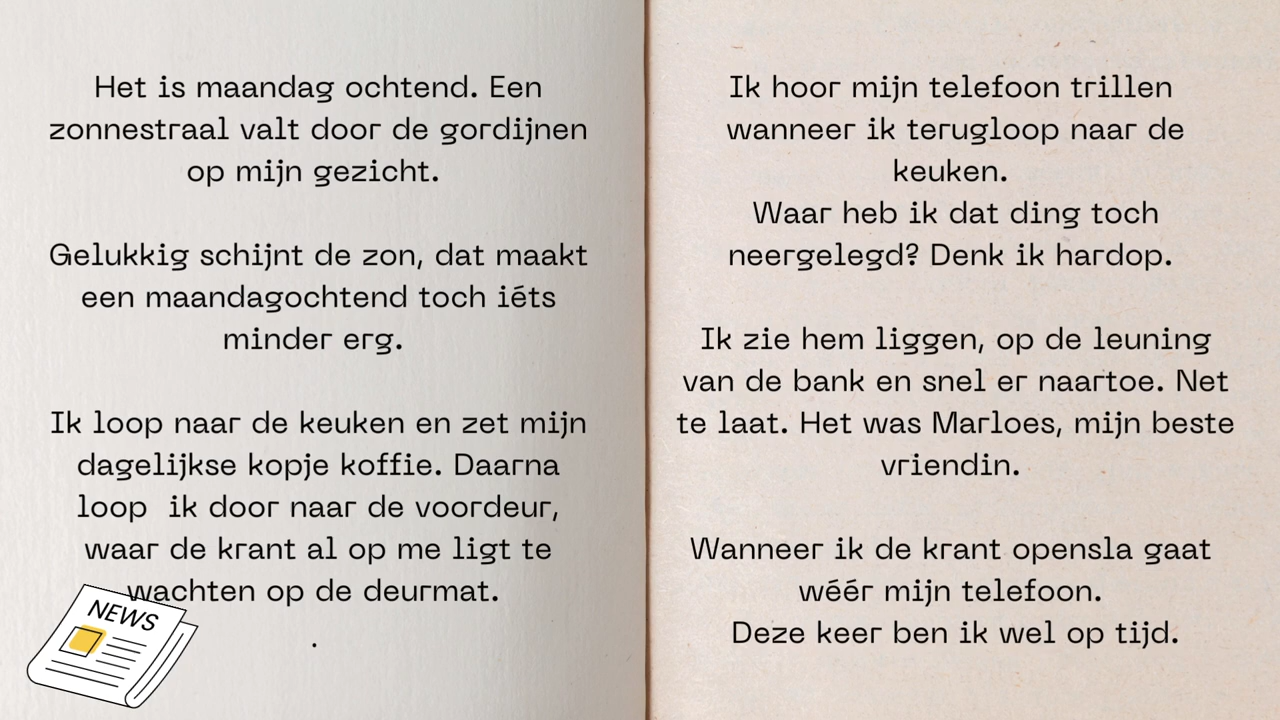 Het is maandag ochtend. Een
zonnestraal valt door de gordijnen
op mijn gezicht.
Gelukkig schijnt de zon, dat maakt
een maandagochtend toch iéts
minder erg.
Ik loop naar de keuken en zet mijn
dagelijkse kopje koffie. Daarna
loop  ik door naar de voordeur,
waar de krant al op me ligt te
wachten op de deurmat.
.
NEWS
Ik hoor mijn telefoon trillen
wanneer ik terugloop naar de
keuken.
Waar heb ik dat ding toch
neergelegd? Denk ik hardop.
Ik zie hem liggen, op de leuning
van de bank en snel er naartoe. Net
te laat. Het was Marloes, mijn beste
vriendin.
Wanneer ik de krant opensla gaat
wéér mijn telefoon.
Deze keer ben ik wel op tijd.